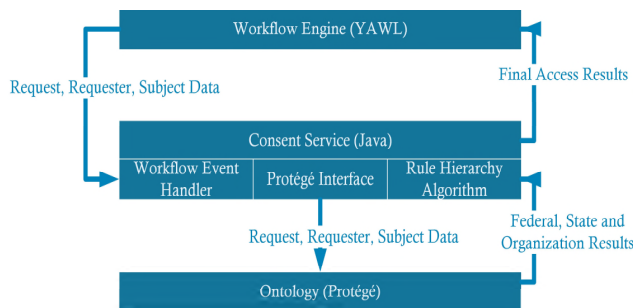 Workflow Engine (YAWL)
Request, Requester, Subject Data
Final Access Results
Consent Service (Java)
Workflow Event
Handler
Protégé Interface
Rule Hierarchy
Algorithm
Request, Requester, Subject Data
Federal, State and
Organization Results
Ontology (Protégé)